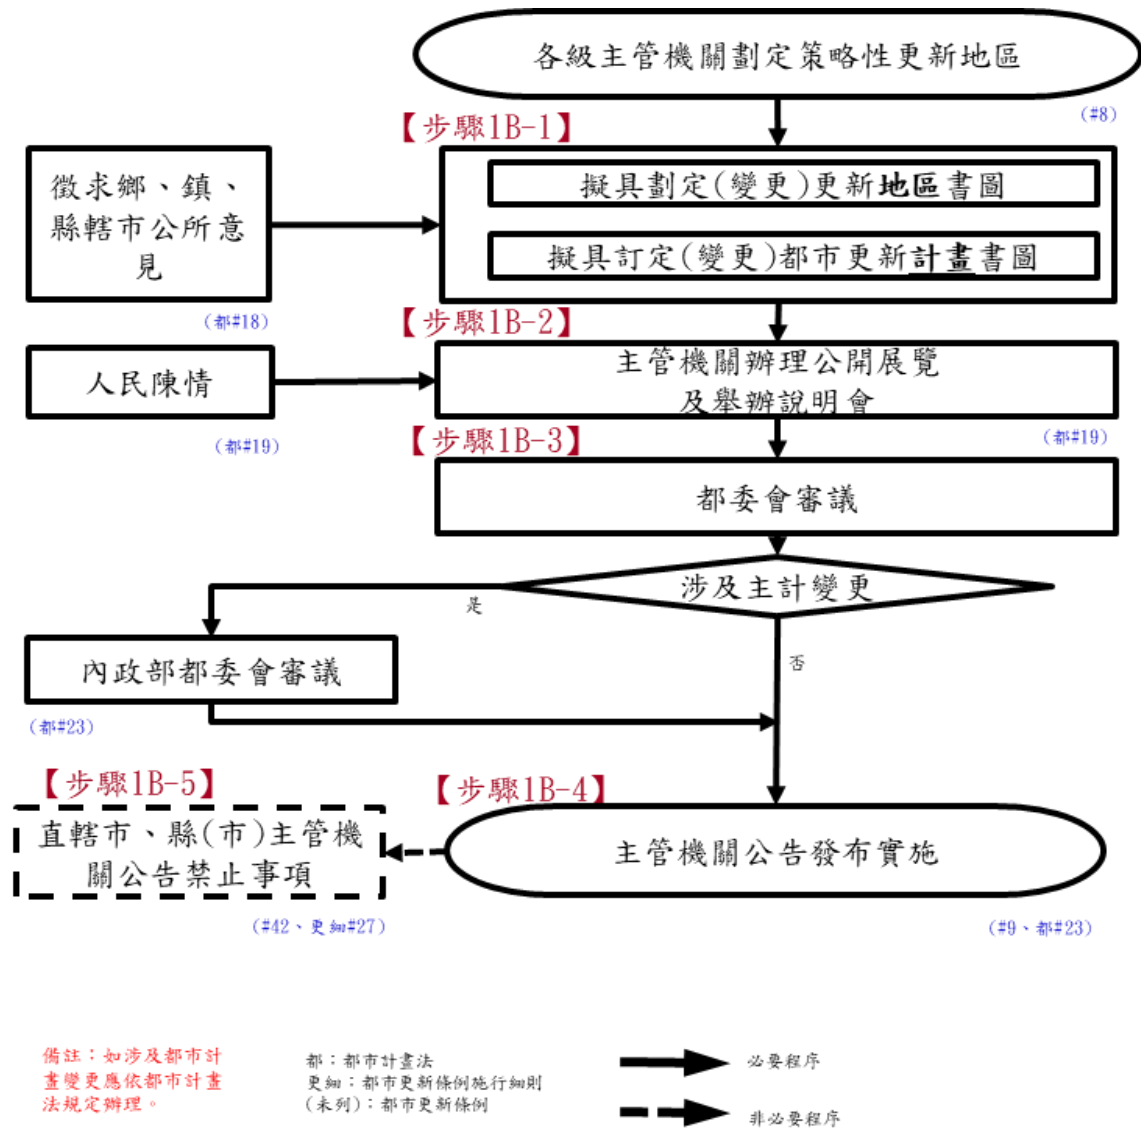 各級主管機關劃定策略性更新地區
(#8)
【步驟1B-1】
徵求鄉、鎮、
縣轄市公所意
見
(都#18)
擬具劃定(變更)更新地區書圖
擬具訂定(變更)都市更新計畫書圖
【步驟1B-2】
人民陳情
(都#19)
主管機關辦理公開展覽
及舉辦說明會
(都#19)
【步驟1B-3】
都委會審議
涉及主計變更
是
否
內政部都委會審議
(都#23)
【步驟1B-5】
直轄市、縣(市)主管機
關公告禁止事項
(#42、更細#27)
【步驟1B-4】
主管機關公告發布實施
(#9、都#23)
備註：如涉及都市計
畫變更應依都市計畫
法規定辦理。
都：都市計畫法
更細：都市更新條例施行細則
(未列)：都市更新條例
必要程序
非必要程序